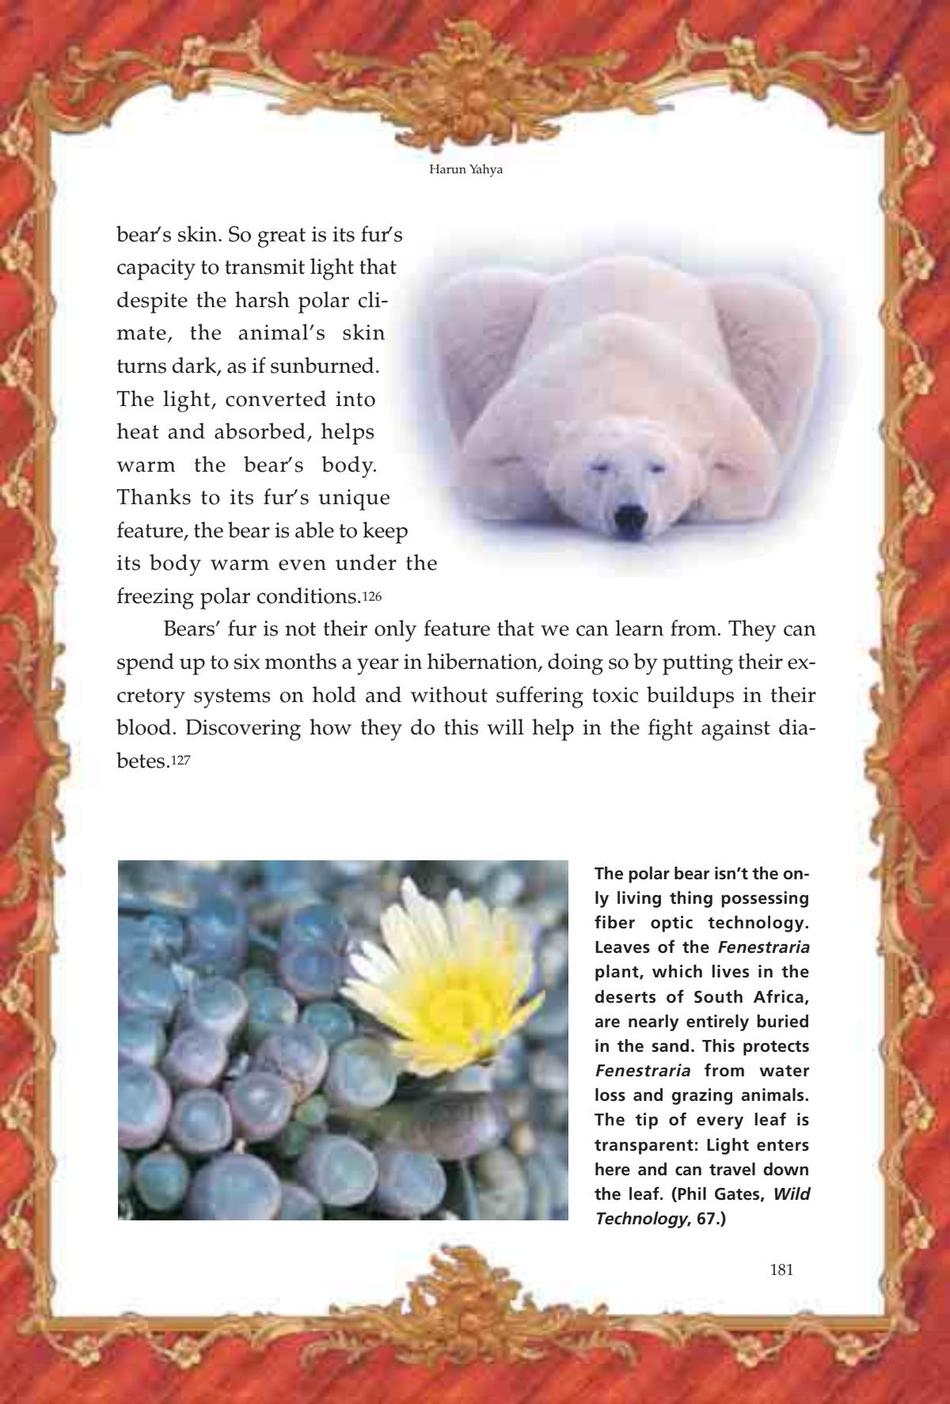 Harun Yahya
bear's skin. So great is its fur's
capacity to transmit light that
despite the harsh polar cli-
mate, the animal's skin
turns dark, as if sunburned.
The light, converted into
heat and absorbed, helps
warm the bear's body.
Thanks to its fur's unique
feature, the bear is able to keep
its body warm even under the
freezing polar conditions.126
Bears' fur is not their only feature that we can learn from. They can
spend up to six months a year in hibernation, doing so by putting their ex-
cretory systems on hold and without suffering toxic buildups in their
blood. Discovering how they do this will help in the fight against dia-
betes.127
The polar bear isn't the on-
ly living thing possessing
fiber optic technology.
Leaves of the Fenestraria
plant, which lives in the
deserts of South Africa,
are nearly entirely buried
in the sand. This protects
Fenestraria from water
loss and grazing animals.
The tip of every leaf is
transparent: Light enters
here and can travel down
the leaf. (Phil Gates, Wild
Technology, 67.)
181